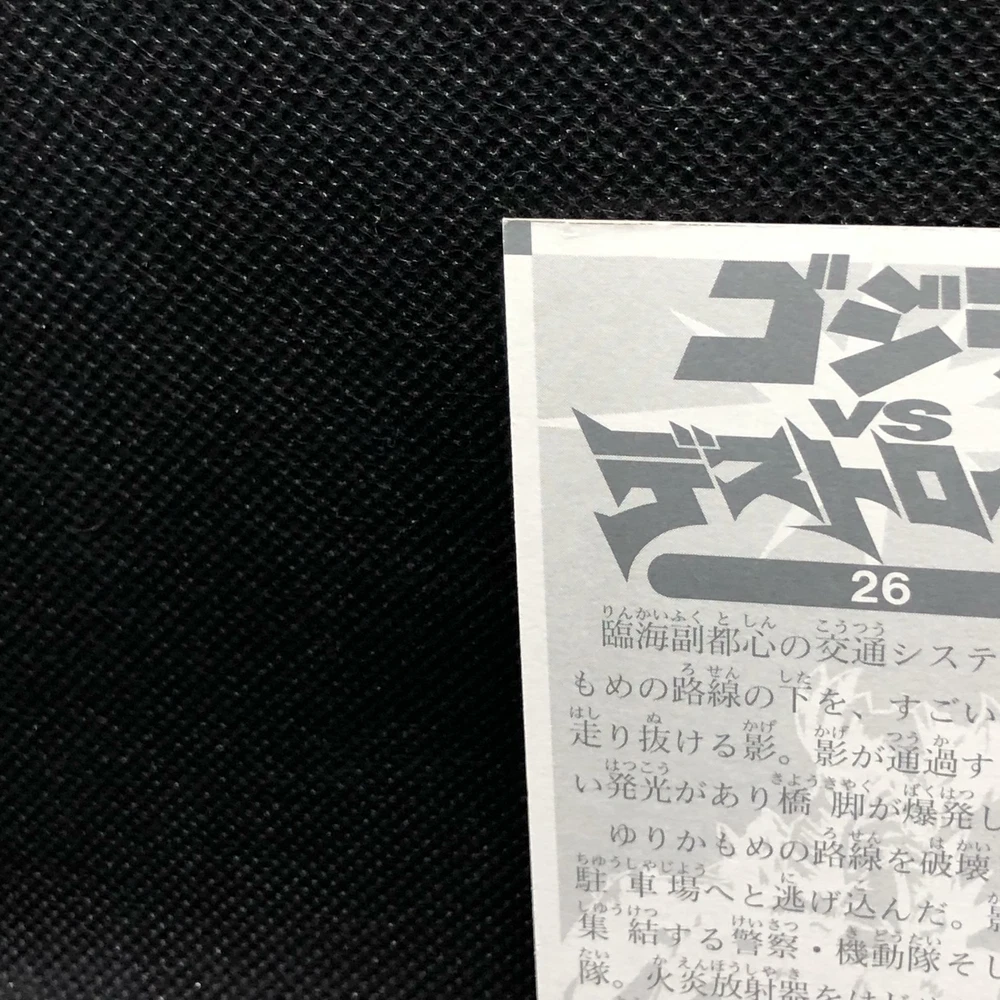 ゴジ
VS
デストロ
26
臨海副都心の交通システ
もめの路線の下を、すごい
走り抜ける影。影が通過す
い発光があり橋脚が爆発し
ゆりかもめの路線を破壊
駐車場へと逃げ込んだ。
集結する警察・機動隊そし
隊。火炎放射器をはじ